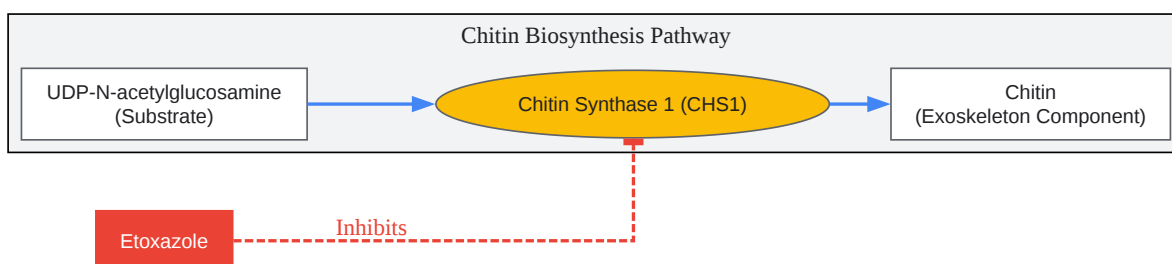 Chitin Biosynthesis Pathway
UDP-N-acetylglucosamine
(Substrate)
Chitin Synthase 1 (CHS1)
Chitin
(Exoskeleton Component)
Inhibits
Etoxazole